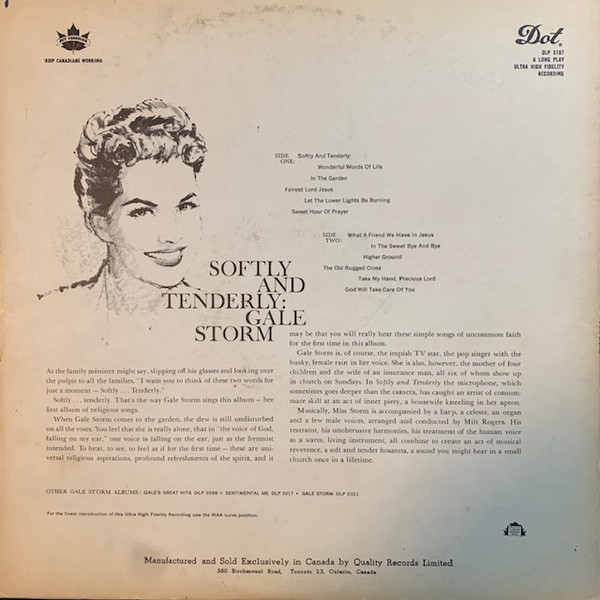 BUY CANADIAN
KEEP CANADIANS WORKING
Dot
DLP 3197
A LONG PLAY
ULTRA HIGH FIDELITY
RECORDING
SIDE ONE: Softly And Tenderly
Wonderful Words Of Life
In The Garden
Fairest Lord Jesus
Let The Lower Lights Be Burning
Sweet Hour Of Prayer
SIDE TWO: What A Friend We Have In Jesus
In The Sweet Bye And Bye
Higher Ground
The Old Rugged Cross
Take My Hand, Precious Lord
God Will Take Care Of You
SOFTLY
AND
TENDERLY:
GALE
STORM
As the family minister might say, slipping off his glasses and looking over
the pulpit to all the families, "I want you to think of these two words for
just a moment — Softly . . . Tenderly."
Softly . . . tenderly. That's the way Gale Storm sings this album — her
first album of religious songs.
When Gale Storm comes to the garden, the dew is still undisturbed
on all the roses. You feel that she is really alone, that in "the voice of God,
falling on my ear," one voice is falling on the ear, just as the hymnist
intended. To hear, to see, to feel as if for the first time — these are uni-
versal religious aspirations, profound refreshments of the spirit, and it
may be that you will really hear these simple songs of uncommon faith
for the first time in this album.
Gale Storm is, of course, the impish TV star, the pop singer with the
husky, female rain in her voice. She is also, however, the mother of four
children and the wife of an insurance man, all six of whom show up
in church on Sundays. In Softly and Tenderly the microphone, which
sometimes goes deeper than the camera, has caught an artist of consum-
mate skill at an act of inner piety, a housewife kneeling in her apron.
Musically, Miss Storm is accompanied by a harp, a celeste, an organ
and a few male voices, arranged and conducted by Milt Rogers. His
restraint, his unobtrusive harmonies, his treatment of the human voice
as a warm, living instrument, all combine to create an act of musical
reverence, a soft and tender hosanna, a sound you might hear in a small
church once in a lifetime.
OTHER GALE STORM ALBUMS: GALE'S GREAT HITS DLP 3098 • SENTIMENTAL ME DLP 3017 • GALE STORM DLP 3011
For the finest reproduction of this Ultra High Fidelity Recording use the RIAA curve position.
Manufactured and Sold Exclusively in Canada by Quality Records Limited
380 Birchmount Road, Toronto 13, Ontario, Canada